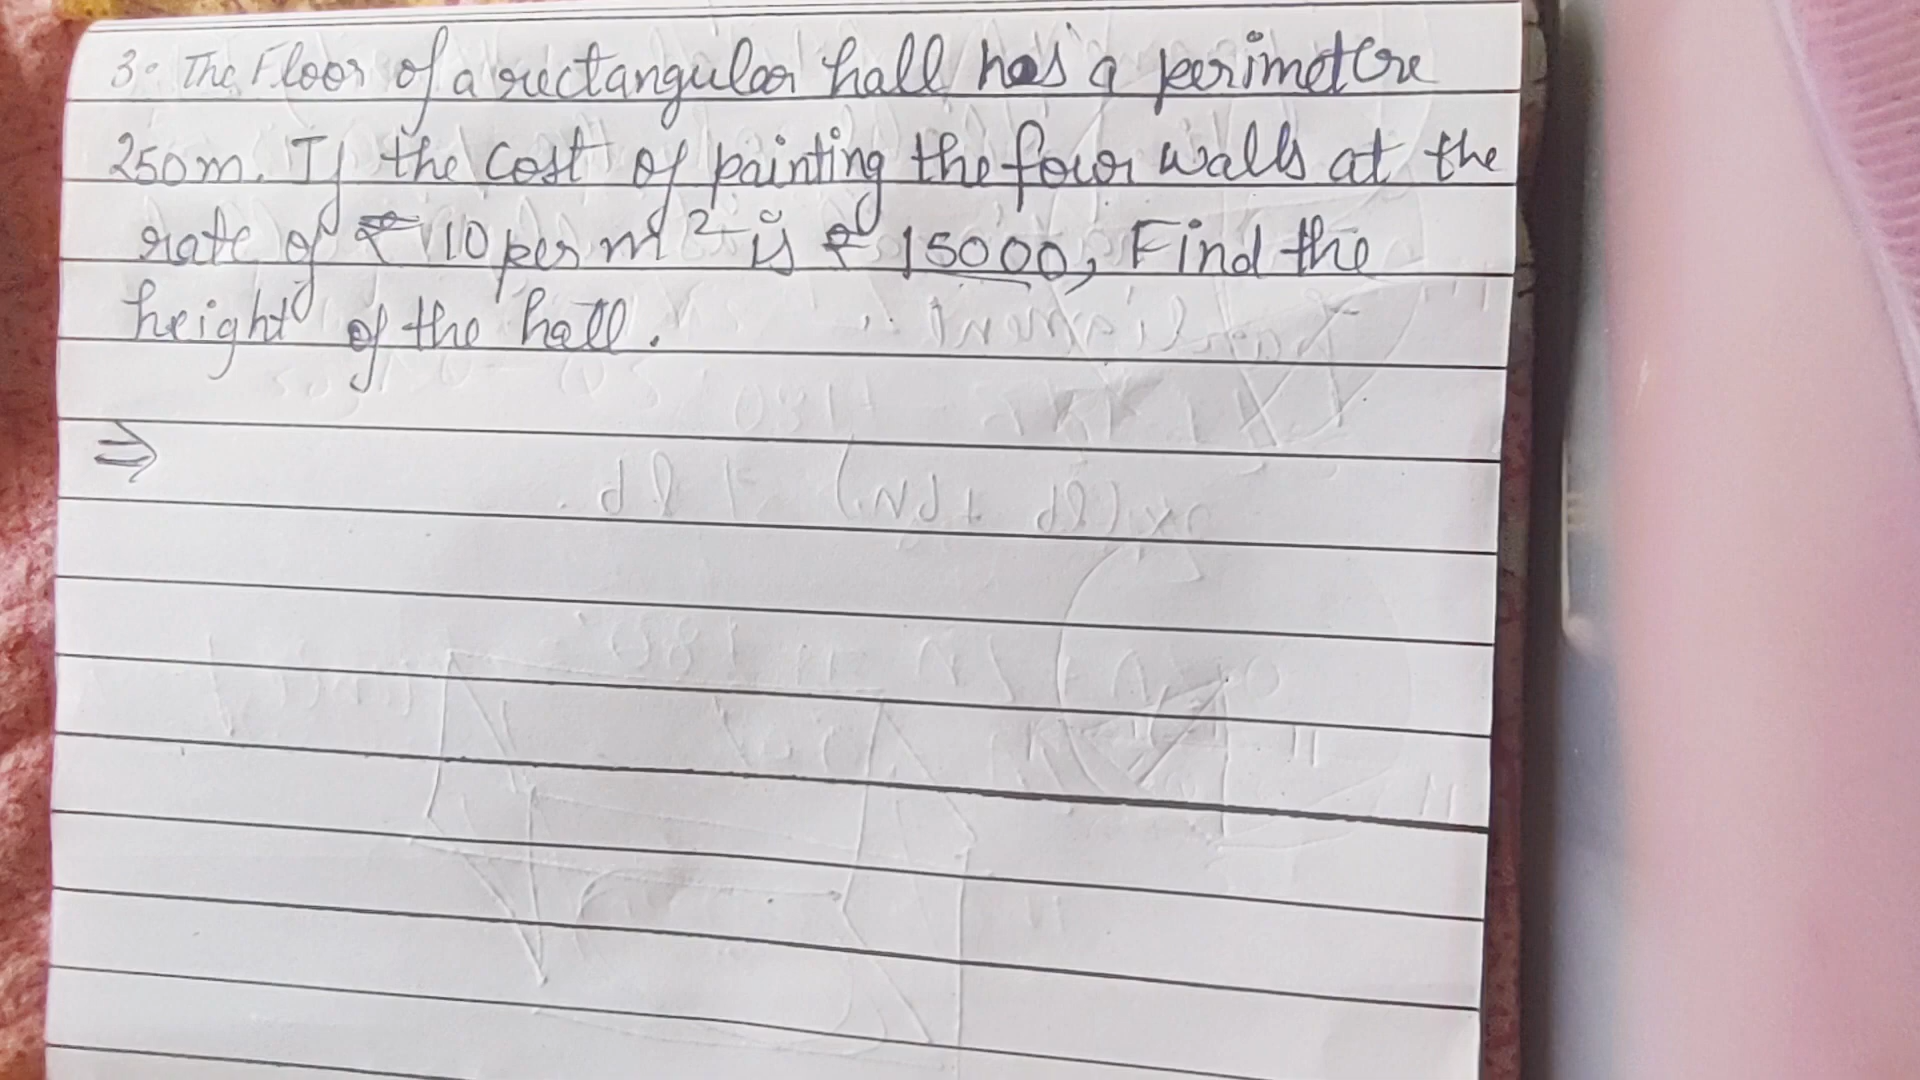 3. The Floor of a rectangular hall has a perimetere
250m. If the cost of painting the four walls at the
rate of ₹ 10 per m² is ₹ 15000, Find the
height of the hall.
⇒